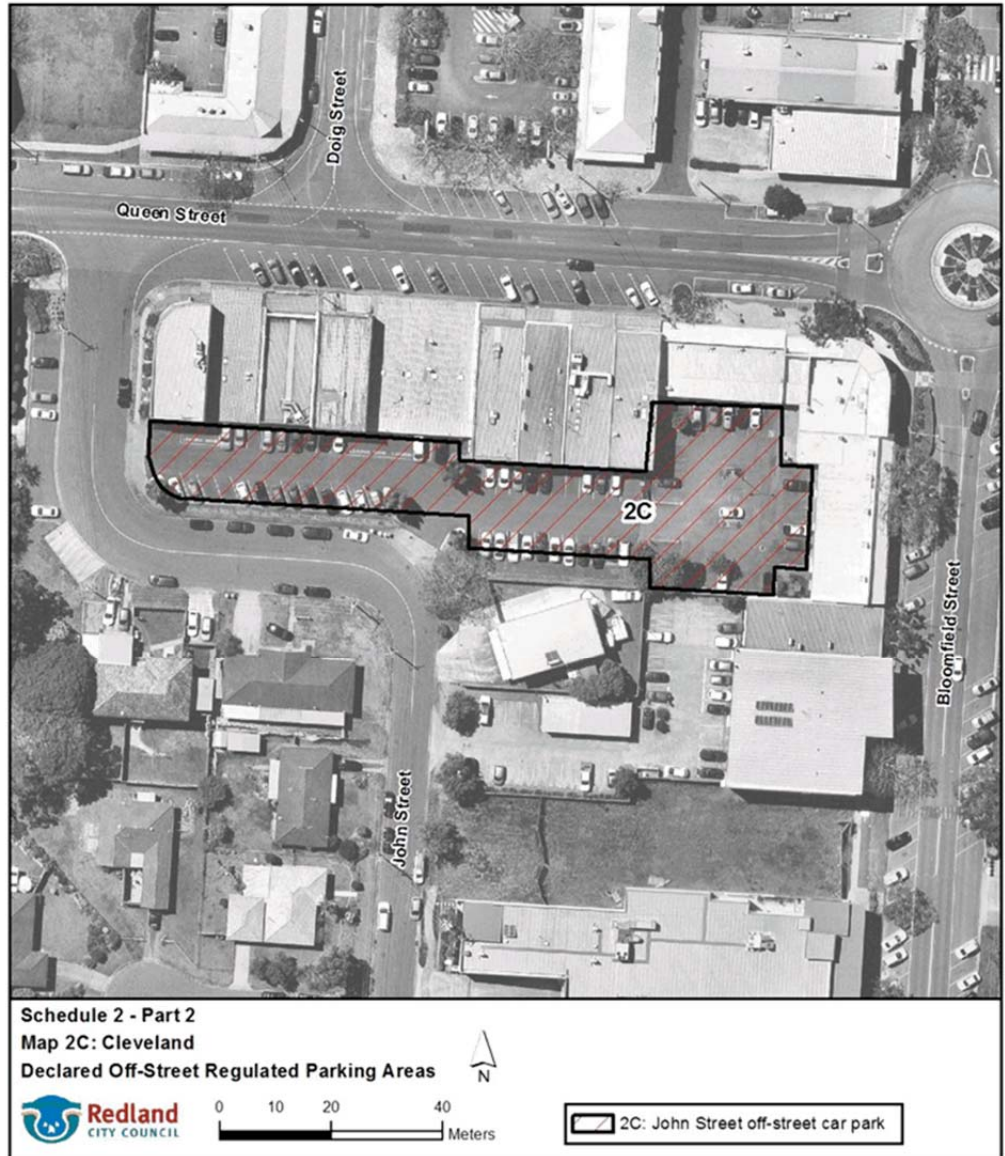 Doig Street
Queen Street
2C
Bloomfield Street
John Street
Schedule 2 - Part 2
Map 2C: Cleveland
Declared Off-Street Regulated Parking Areas
N
Redland
CITY COUNCIL
0 10 20 40
Meters
2C: John Street off-street car park